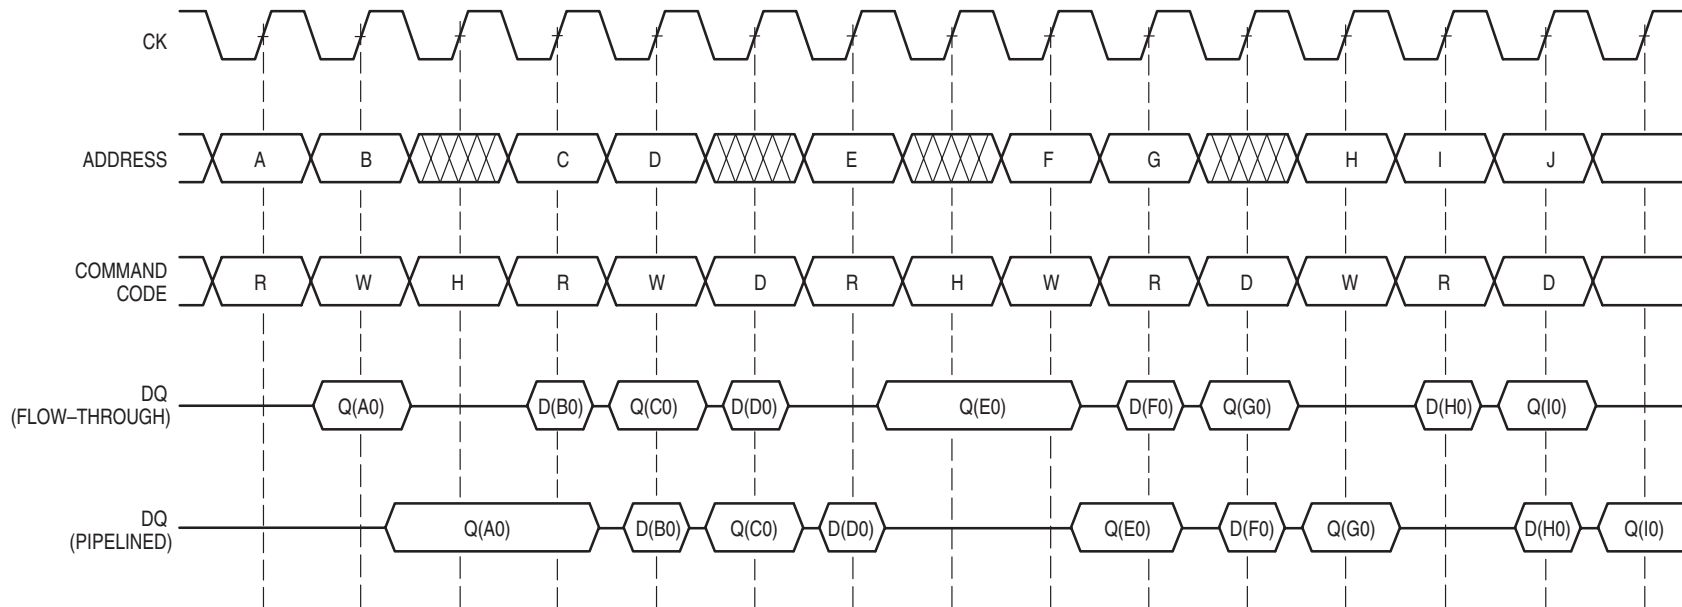 CK
ADDRESS A B C D E F G H I J
COMMAND
CODE
R W H R W D R H W R D W R D
DQ
(FLOW–THROUGH)
Q(A0) D(B0) Q(C0) D(D0) Q(E0) D(F0) Q(G0) D(H0) Q(I0)
DQ
(PIPELINED)
Q(A0) D(B0) Q(C0) D(D0) Q(E0) D(F0) Q(G0) D(H0) Q(I0)